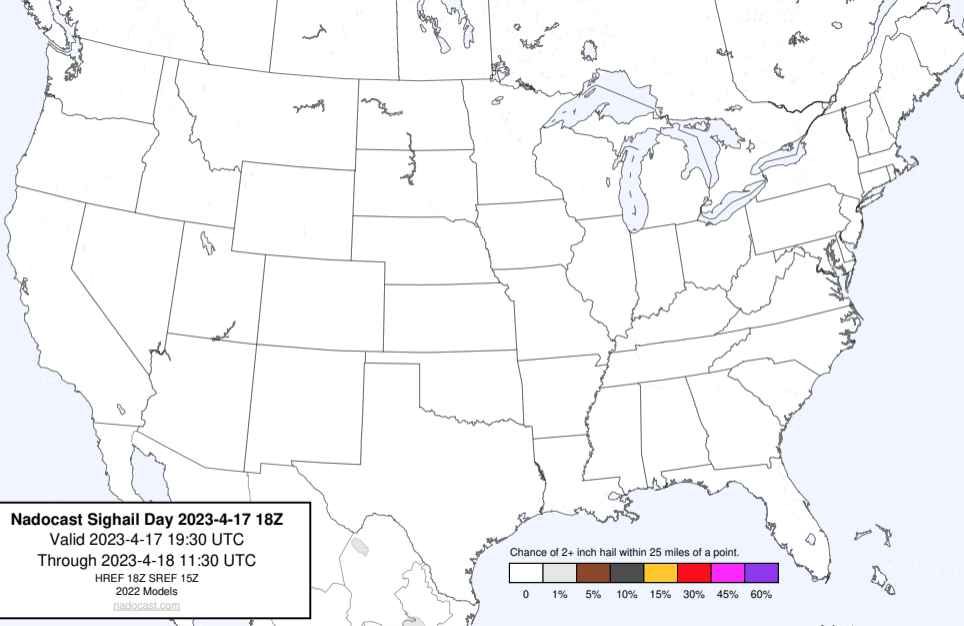 Nadocast Sighail Day 2023-4-17 18Z
Valid 2023-4-17 19:30 UTC
Through 2023-4-18 11:30 UTC
HREF 18Z SREF 15Z
2022 Models
nadocast.com
Chance of 2+ inch hail within 25 miles of a point.
0 1% 5% 10% 15% 30% 45% 60%